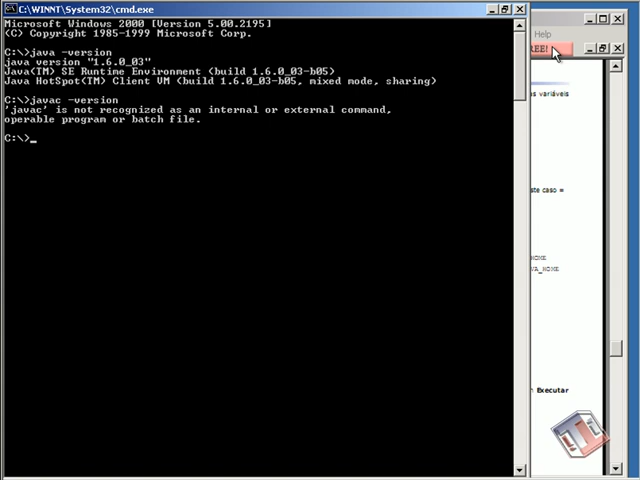 C:\WINNT\System32\cmd.exe
Microsoft Windows 2000 [Version 5.00.2195]
(C) Copyright 1985-1999 Microsoft Corp.
C:\>java -version
java version "1.6.0_03"
Java(TM) SE Runtime Environment (build 1.6.0_03-b05)
Java HotSpot(TM) Client VM (build 1.6.0_03-b05, mixed mode, sharing)
C:\>javac -version
'javac' is not recognized as an internal or external command,
operable program or batch file.
C:\>_
Help
REE!
s variáveis
ste caso =
Executar